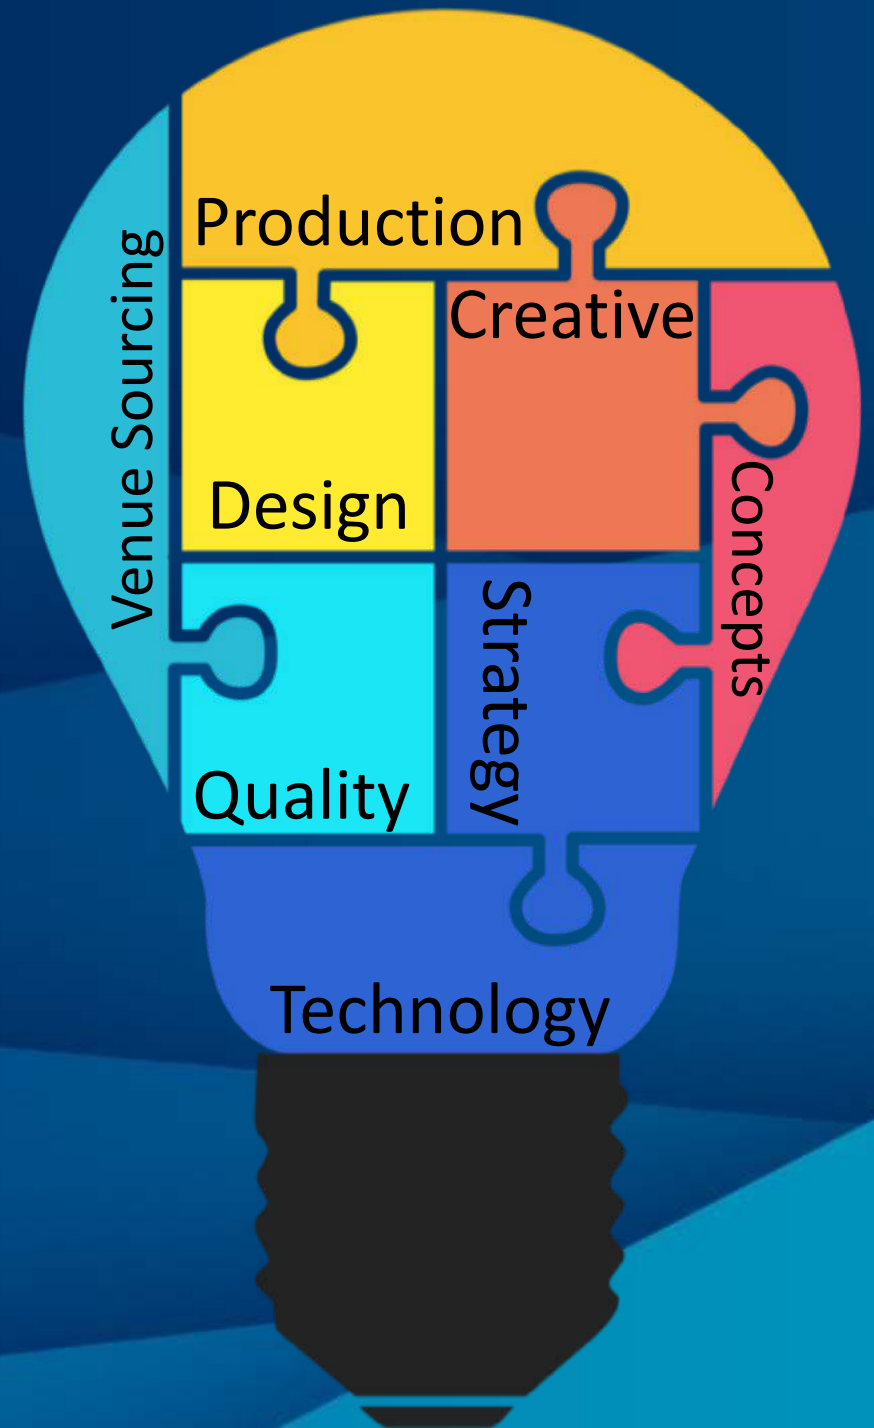 Production
Venue Sourcing
Creative
Design
Concepts
Strategy
Quality
Technology